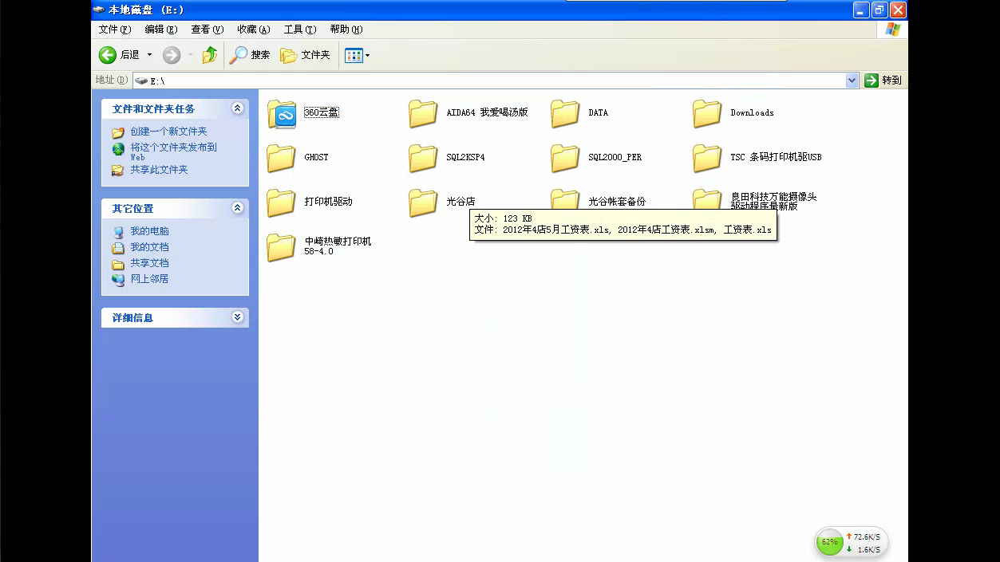 本地磁盘 (E:)
文件(F) 编辑(E) 查看(V) 收藏(A) 工具(T) 帮助(H)
后退 搜索 文件夹
地址(D) E:\ 转到
文件和文件夹任务
创建一个新文件夹
将这个文件夹发布到
Web
共享此文件夹
其它位置
我的电脑
我的文档
共享文档
网上邻居
详细信息
360云盘
AIDA64 我爱喝汤版
DATA
Downloads
GHOST
SQL2KSP4
SQL2000_PER
TSC 条码打印机驱USB
打印机驱动
光谷店
光谷帐套备份
良田科技万能摄像头
驱动程序最新版
中崎热敏打印机
58-4.0
大小: 123 KB
文件: 2012年4店5月工资表.xls, 2012年4店工资表.xlsm, 工资表.xls
62%
72.6K/S
1.6K/S